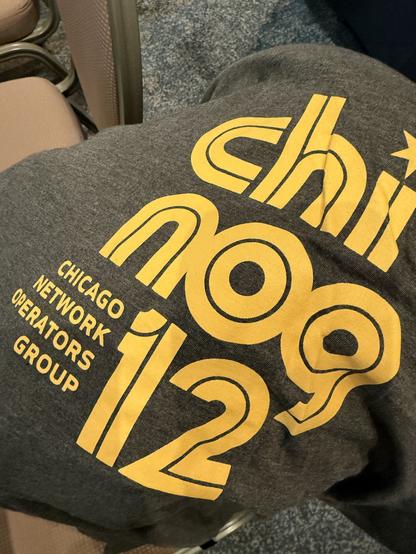 chi
nog
12
CHICAGO
NETWORK
OPERATORS
GROUP